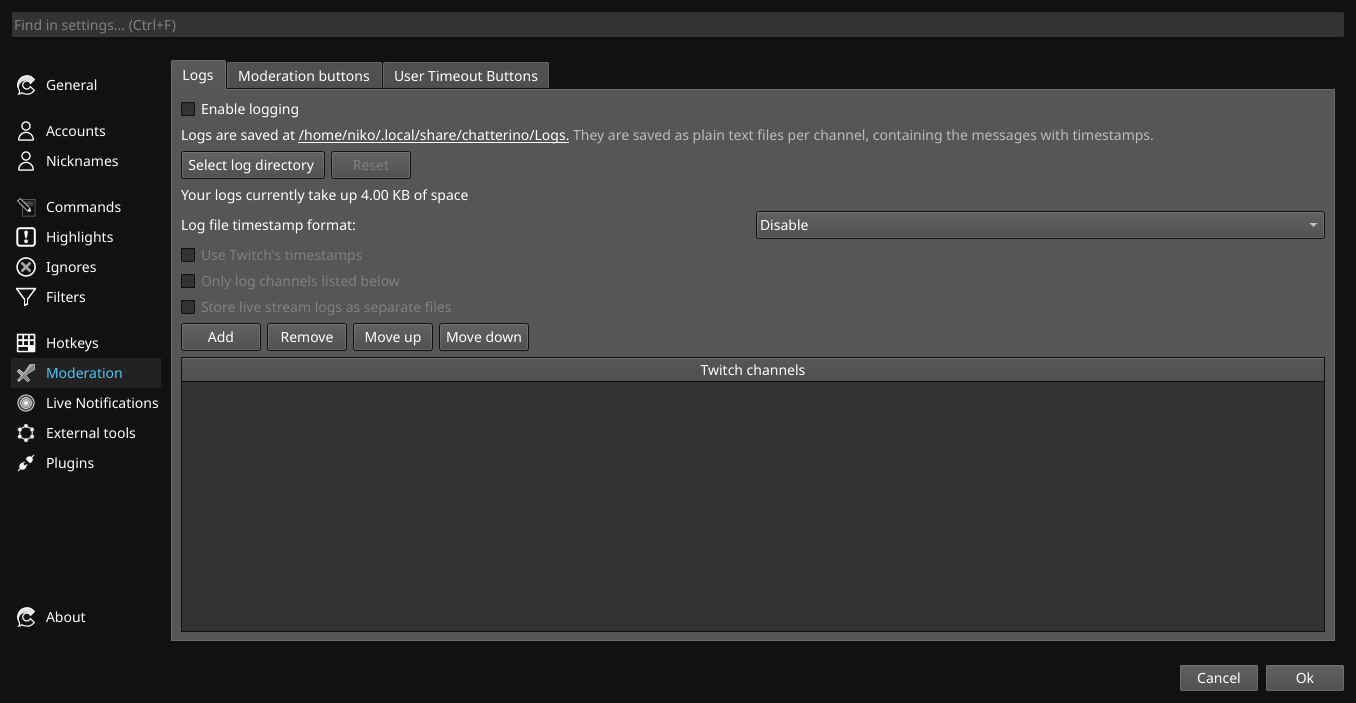 Find in settings... (Ctrl+F)
General
Accounts
Nicknames
Commands
Highlights
Ignores
Filters
Hotkeys
Moderation
Live Notifications
External tools
Plugins
About
Logs Moderation buttons User Timeout Buttons
Enable logging
Logs are saved at /home/niko/.local/share/chatterino/Logs. They are saved as plain text files per channel, containing the messages with timestamps.
Select log directory Reset
Your logs currently take up 4.00 KB of space
Log file timestamp format: Disable
Use Twitch's timestamps
Only log channels listed below
Store live stream logs as separate files
Add Remove Move up Move down
Twitch channels
Cancel Ok